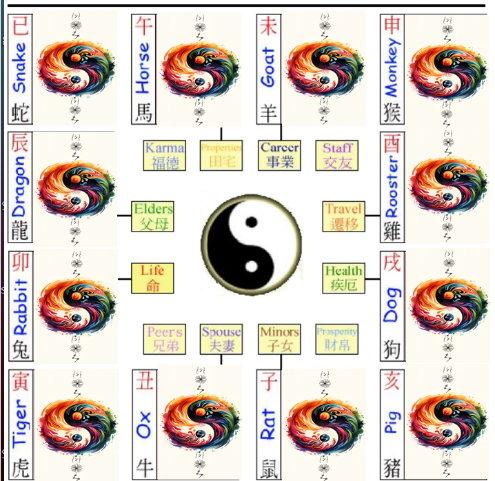 巳 Snake 蛇
午 Horse 馬
未 Goat 羊
申 Monkey 猴
Karma 福德
Properties 田宅
Career 事業
Staff 交友
辰 Dragon 龍
Elders 父母
Travel 遷移
酉 Rooster 雞
卯 Rabbit 兔
Life 命
Health 疾厄
戌 Dog 狗
Peers 兄弟
Spouse 夫妻
Minors 子女
Prosperity 財帛
寅 Tiger 虎
丑 Ox 牛
子 Rat 鼠
亥 Pig 豬